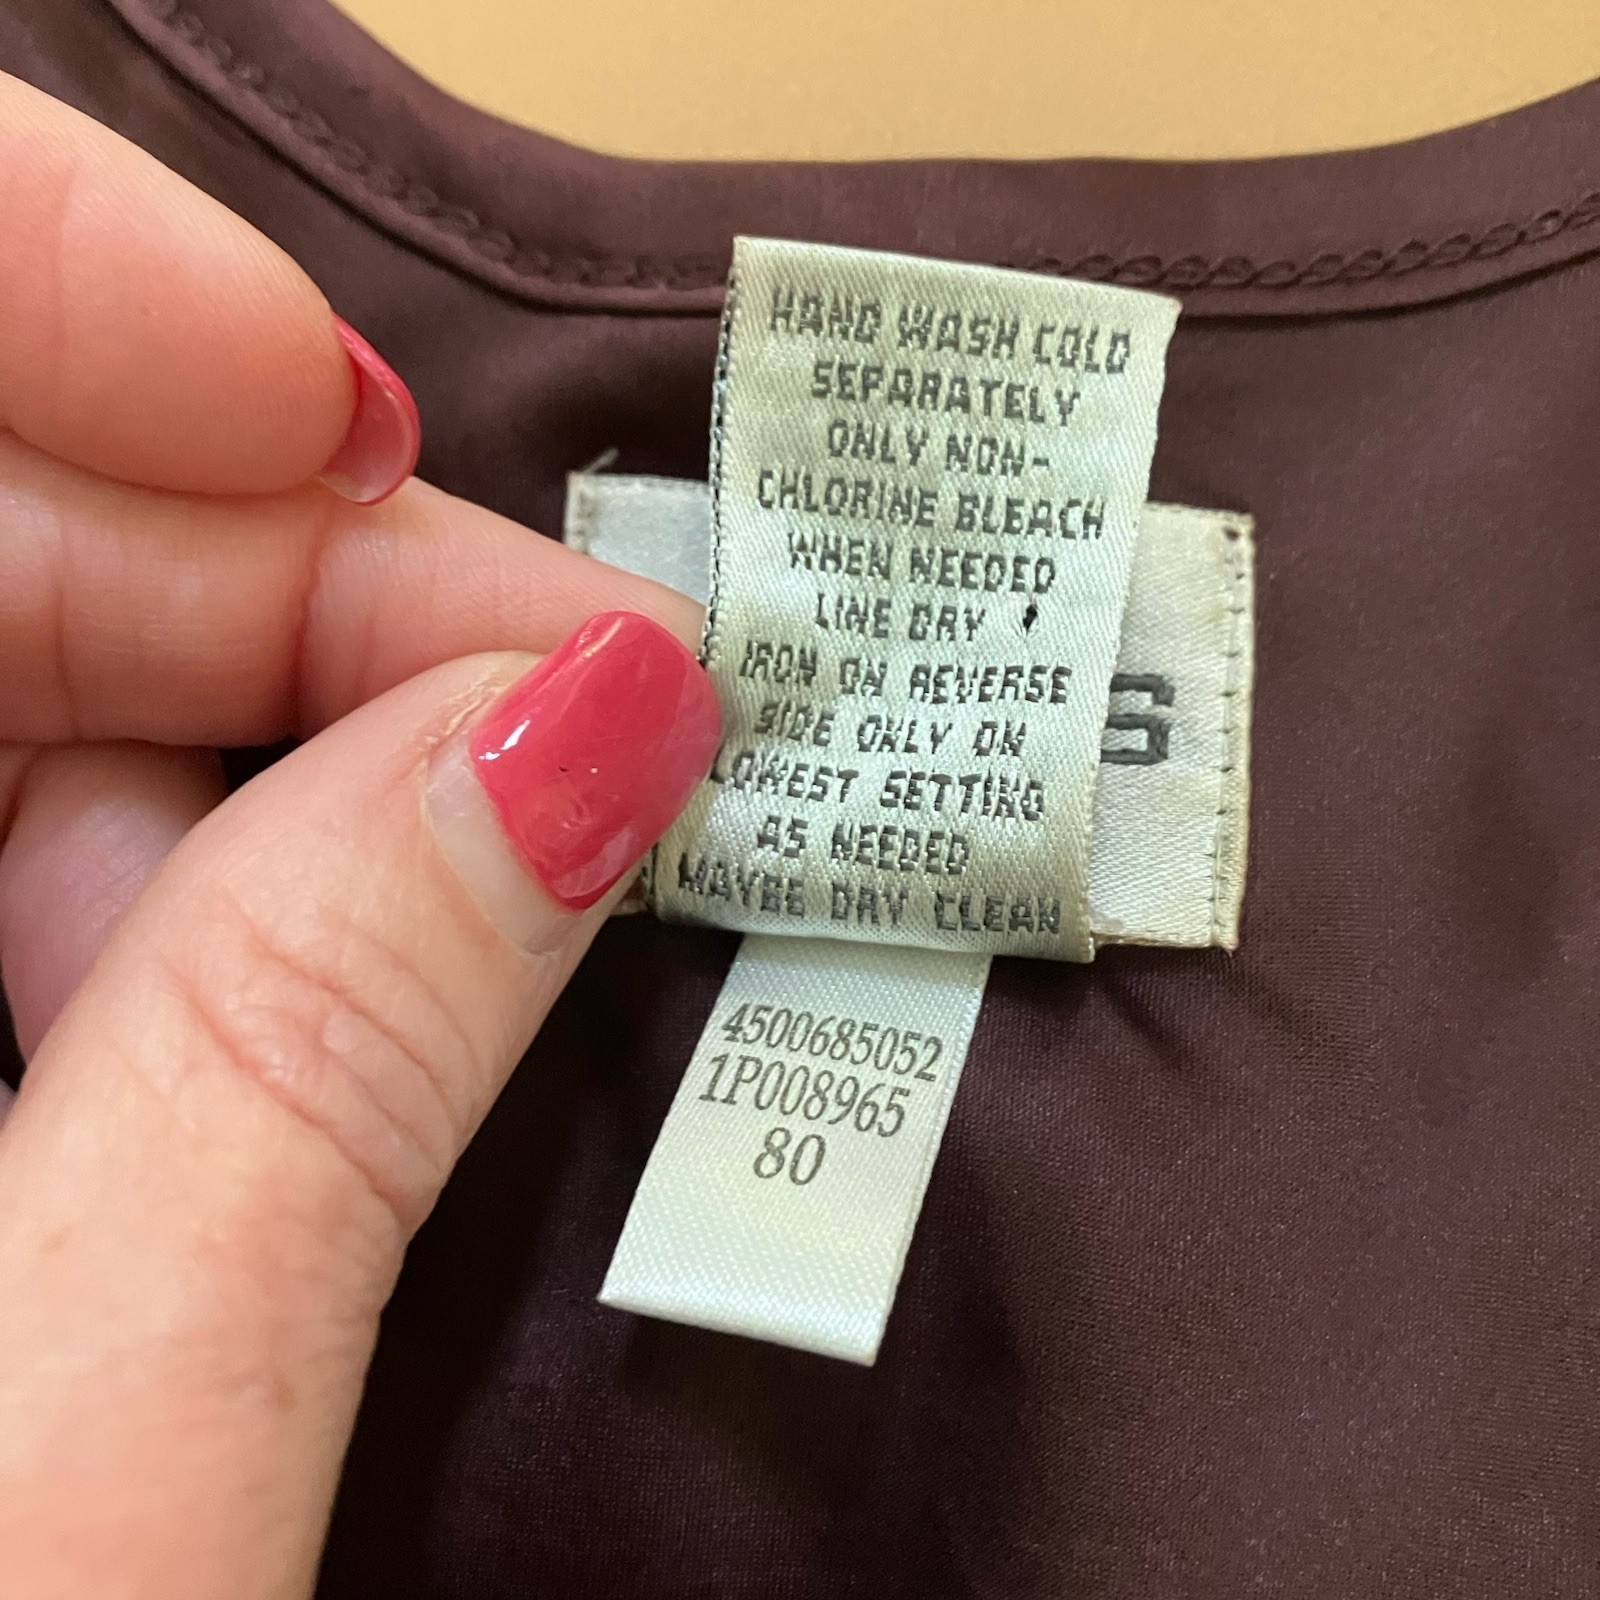 HAND WASH COLD
SEPARATELY
ONLY NON-
CHLORINE BLEACH
WHEN NEEDED
LINE DRY
IRON ON REVERSE
SIDE ONLY ON
LOWEST SETTING
AS NEEDED
MAYBE DRY CLEAN
G
4500685052
1P008965
80